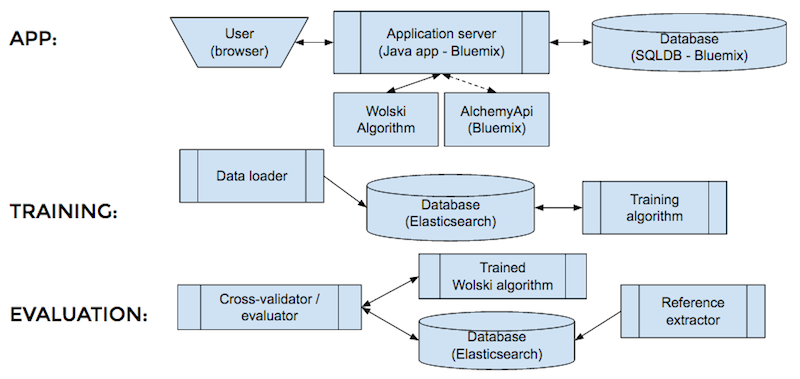 APP:
User
(browser)
Application server
(Java app - Bluemix)
Database
(SQLDB - Bluemix)
Wolski
Algorithm
AlchemyApi
(Bluemix)
TRAINING:
Data loader
Database
(Elasticsearch)
Training
algorithm
EVALUATION:
Cross-validator /
evaluator
Trained
Wolski algorithm
Database
(Elasticsearch)
Reference
extractor